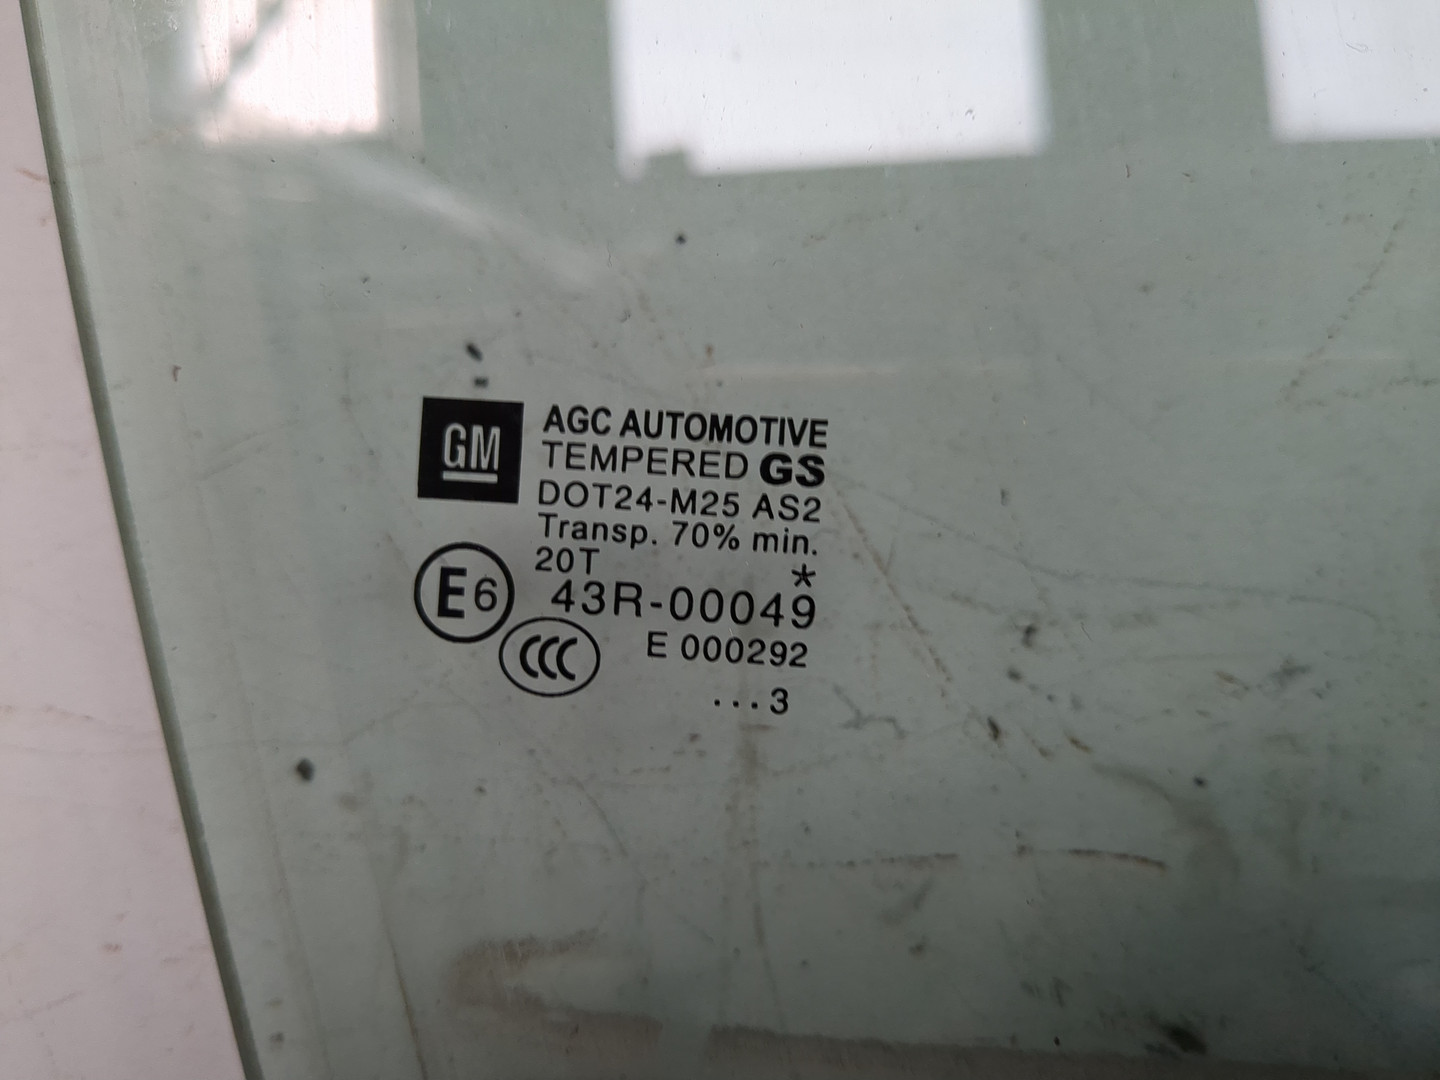 GM
AGC AUTOMOTIVE
TEMPERED GS
DOT24-M25 AS2
Transp. 70% min.
20T *
E6 43R-00049
CCC E 000292
...3